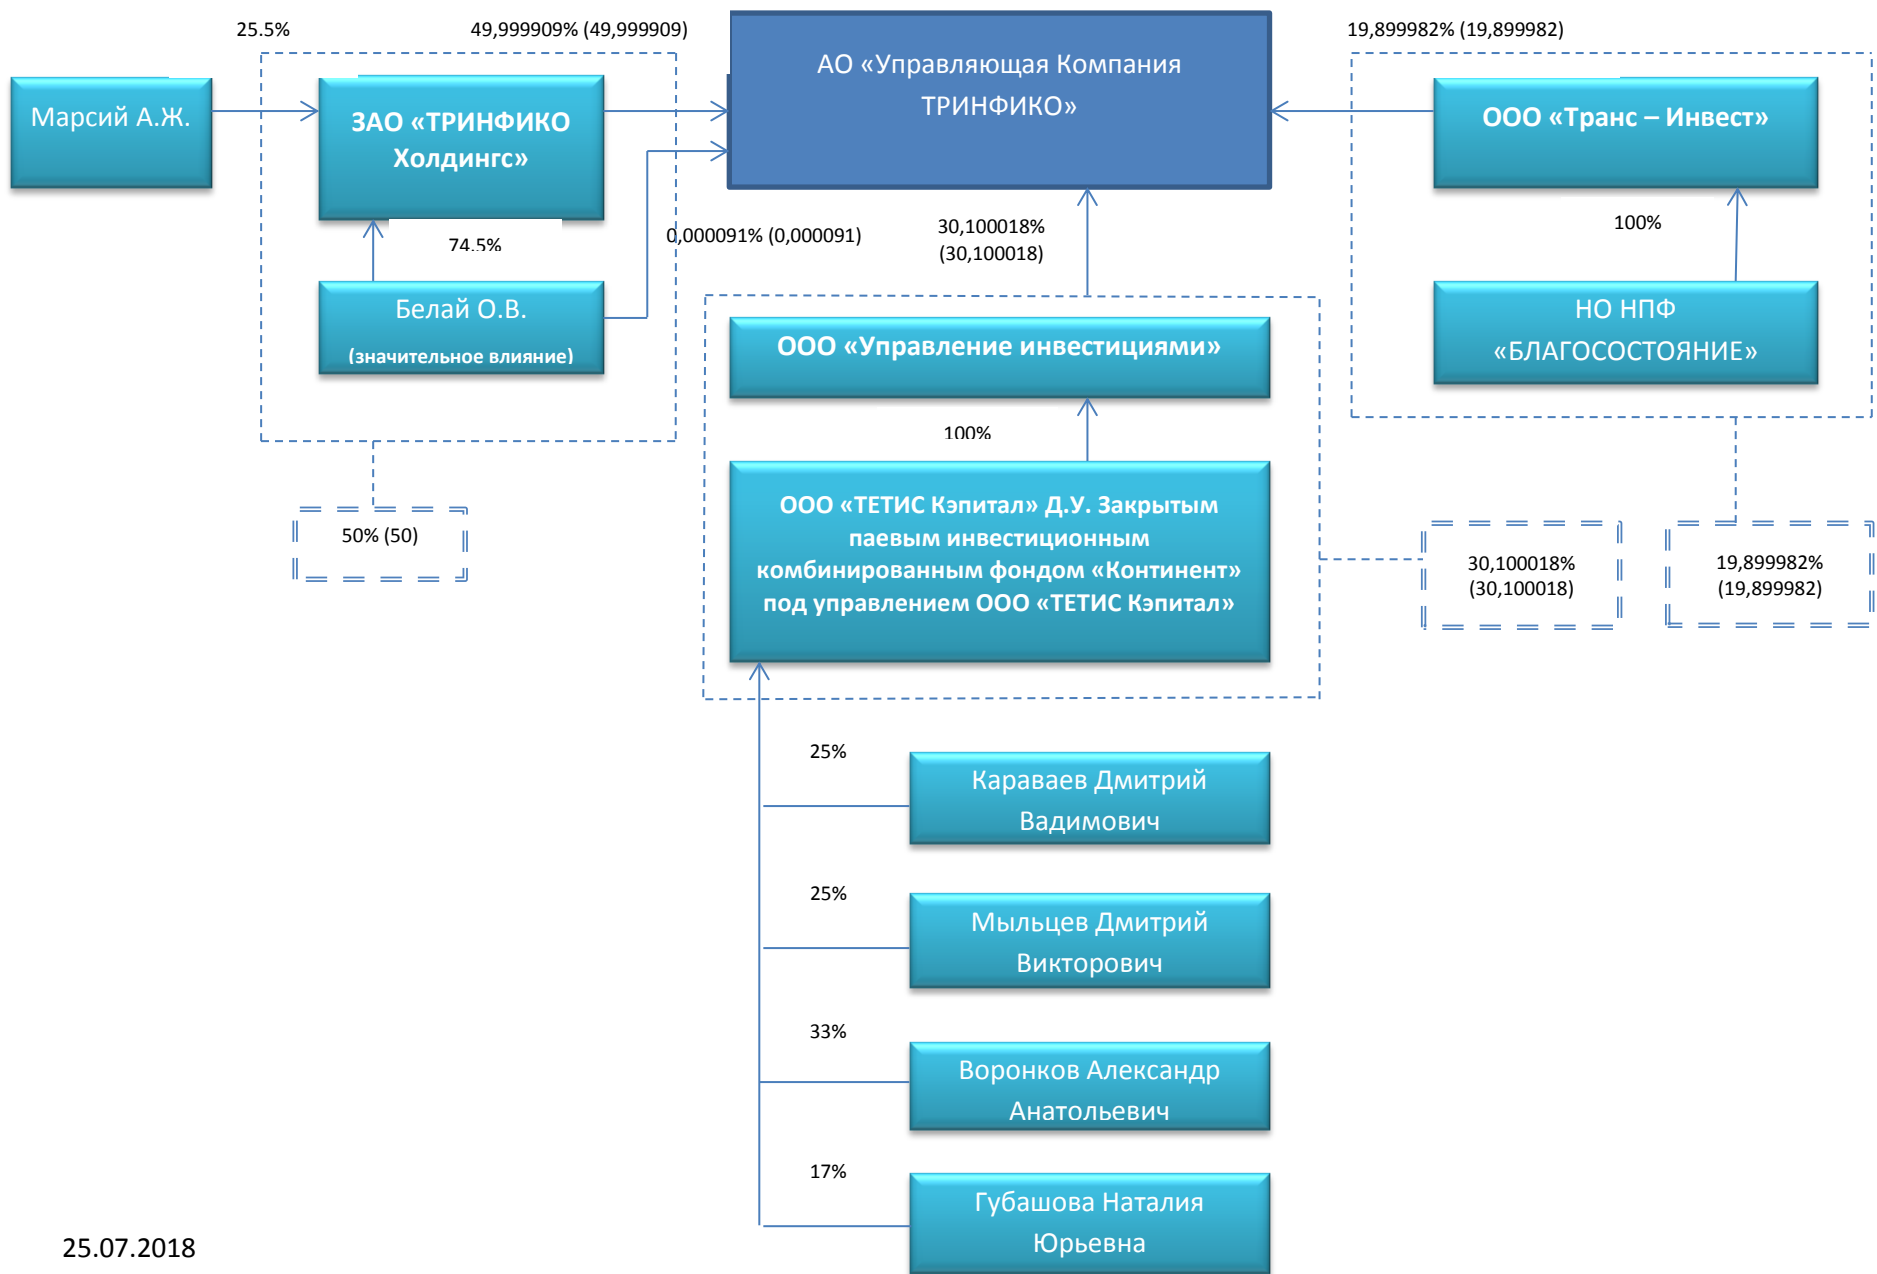 25.5%
49,999909% (49,999909)
19,899982% (19,899982)
АО «Управляющая Компания
ТРИНФИКО»
Марсий А.Ж.
ЗАО «ТРИНФИКО
Холдингс»
ООО «Транс – Инвест»
74.5%
0,000091% (0,000091)
30,100018%
(30,100018)
100%
Белай О.В.
(значительное влияние)
ООО «Управление инвестициями»
НО НПФ
«БЛАГОСОСТОЯНИЕ»
100%
ООО «ТЕТИС Кэпитал» Д.У. Закрытым
паевым инвестиционным
комбинированным фондом «Континент»
под управлением ООО «ТЕТИС Кэпитал»
50% (50)
30,100018%
(30,100018)
19,899982%
(19,899982)
25%
Караваев Дмитрий
Вадимович
25%
Мыльцев Дмитрий
Викторович
33%
Воронков Александр
Анатольевич
17%
Губашова Наталия
Юрьевна
25.07.2018